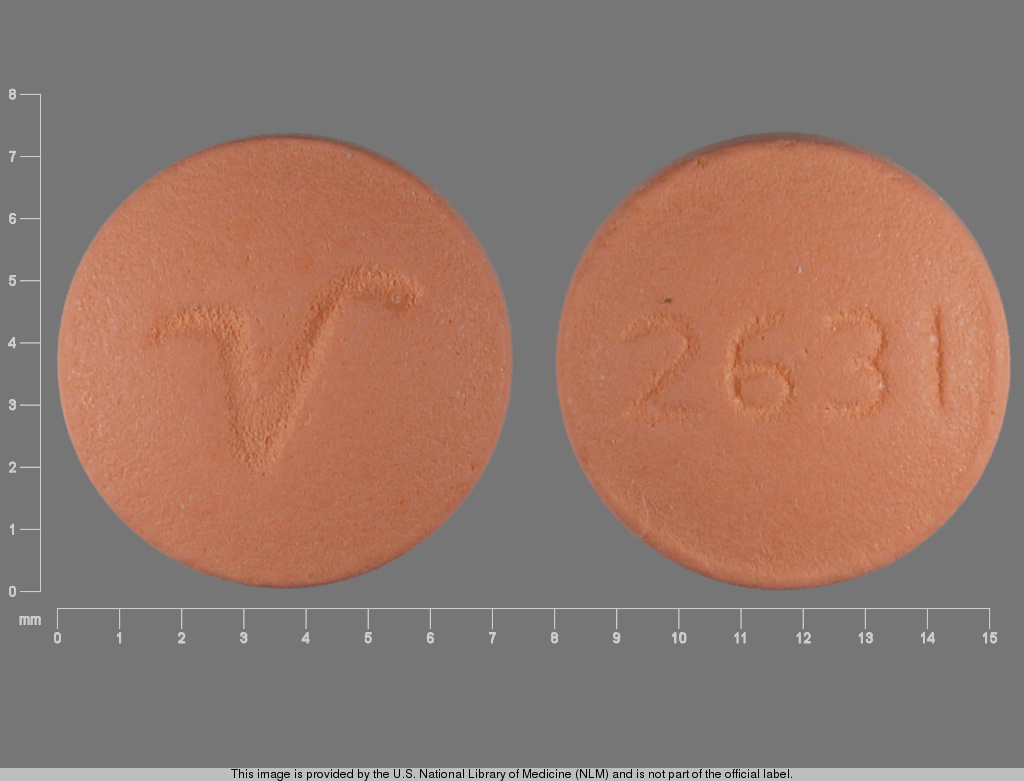 V
2631
8
7
6
5
4
3
2
1
0
mm
0 1 2 3 4 5 6 7 8 9 10 11 12 13 14 15
This image is provided by the U.S. National Library of Medicine (NLM) and is not part of the official label.